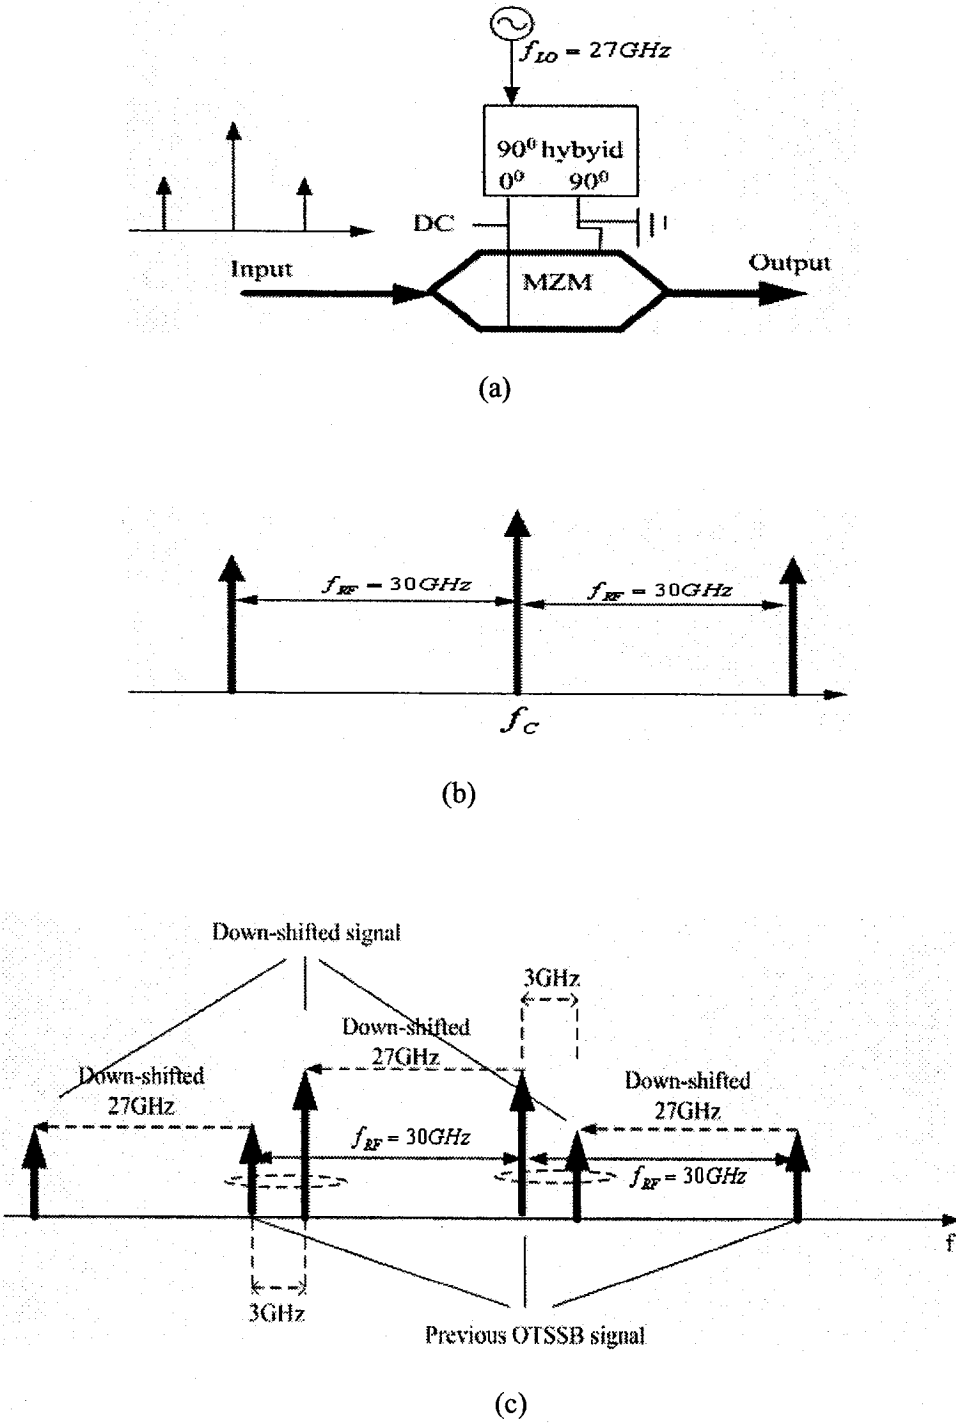 f_LO = 27GHz
90⁰ hybyid
0⁰ 90⁰
DC
Input
MZM
Output
(a)
f_RF = 30GHz
f_RF = 30GHz
f_C
(b)
Down-shifted signal
3GHz
Down-shifted
27GHz
Down-shifted
27GHz
Down-shifted
27GHz
f_RF = 30GHz
f_RF = 30GHz
f
3GHz
Previous OTSSB signal
(c)